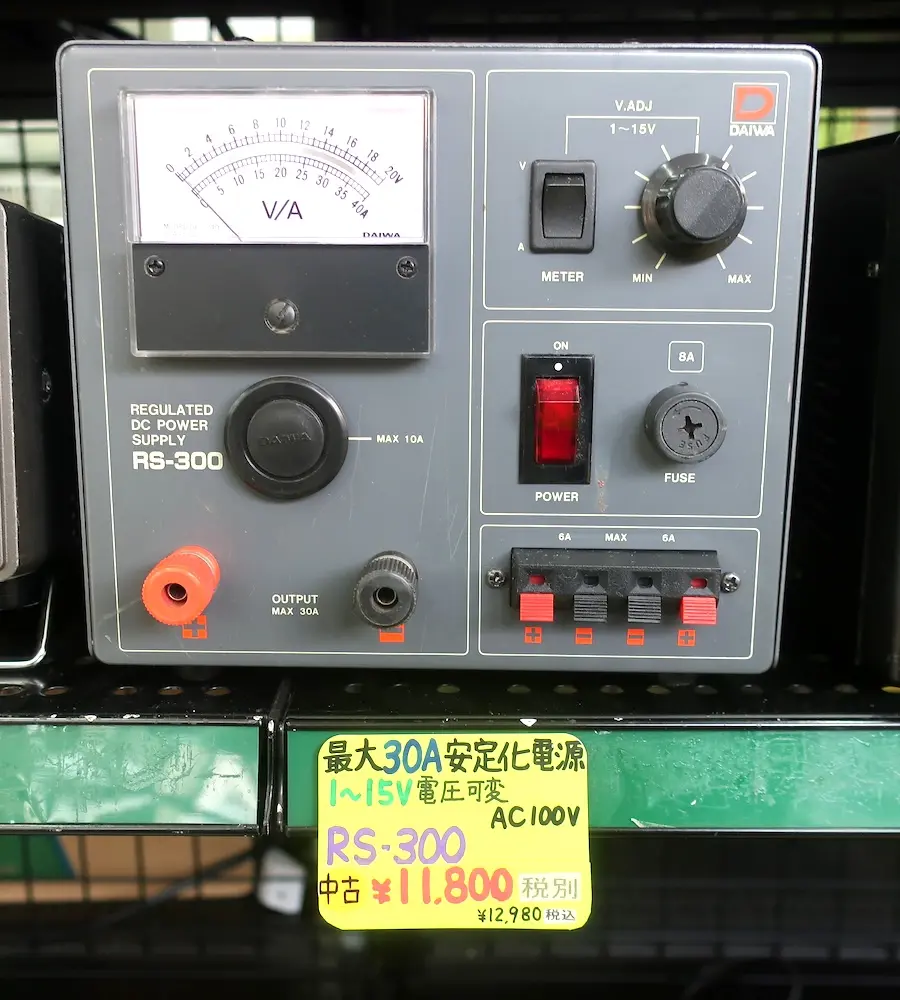 0 2 4 6 8 10 12 14 16 18 20V
5 10 15 20 25 30 35 40A
V/A
DAIWA
V.ADJ
1~15V
DAIWA
V
A
METER
MIN
MAX
REGULATED
DC POWER
SUPPLY
RS-300
DAIWA
MAX 10A
ON
POWER
8A
FUSE
OUTPUT
MAX 30A
6A MAX 6A
最大30A安定化電源
1~15V電圧可変
AC100V
RS-300
中古 ¥11,800 税別
¥12,980 税込